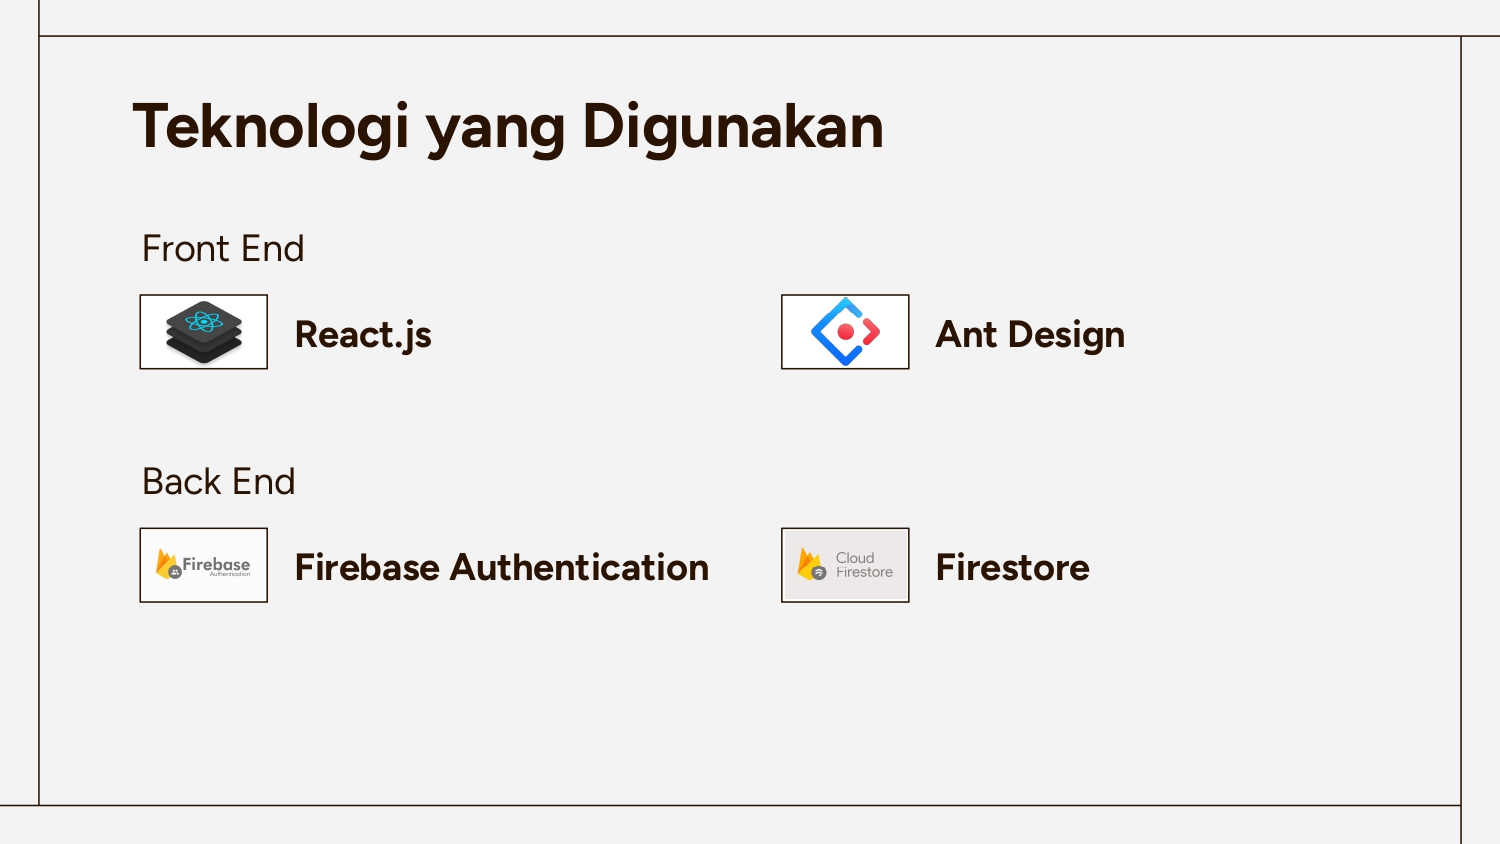 Teknologi yang Digunakan
Front End
React.js
Ant Design
Back End
Firebase
Authentication
Firebase Authentication
Cloud
Firestore
Firestore